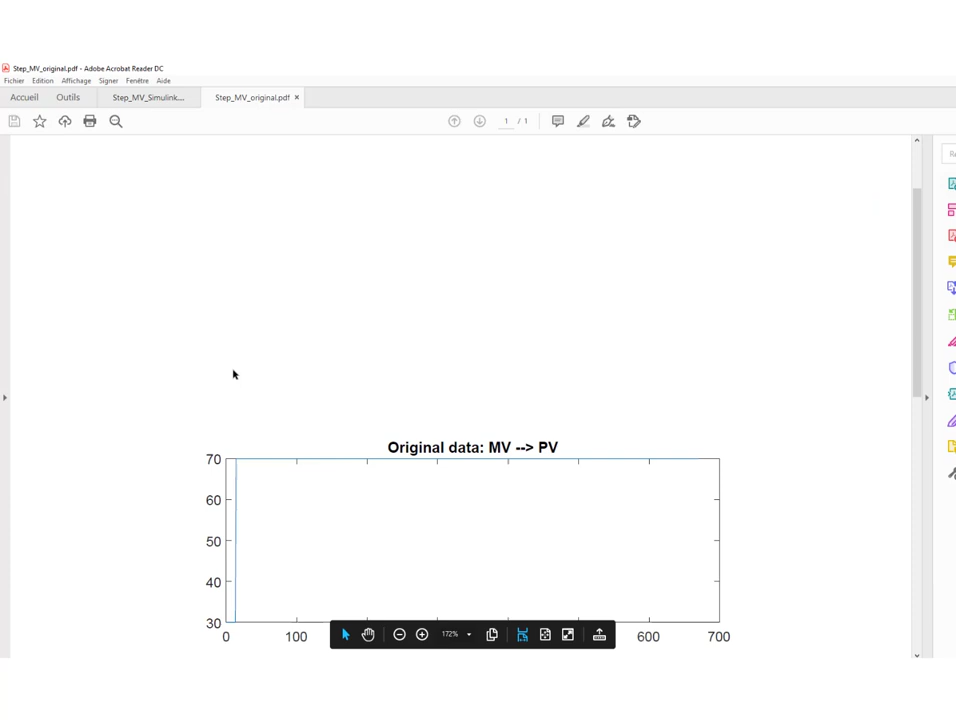 Step_MV_original.pdf - Adobe Acrobat Reader DC
Fichier Edition Affichage Signer Fenêtre Aide
Accueil Outils Step_MV_Simulink... Step_MV_original.pdf ×
1 / 1
Original data: MV --> PV
70
60
50
40
30
0 100 600 700
172%